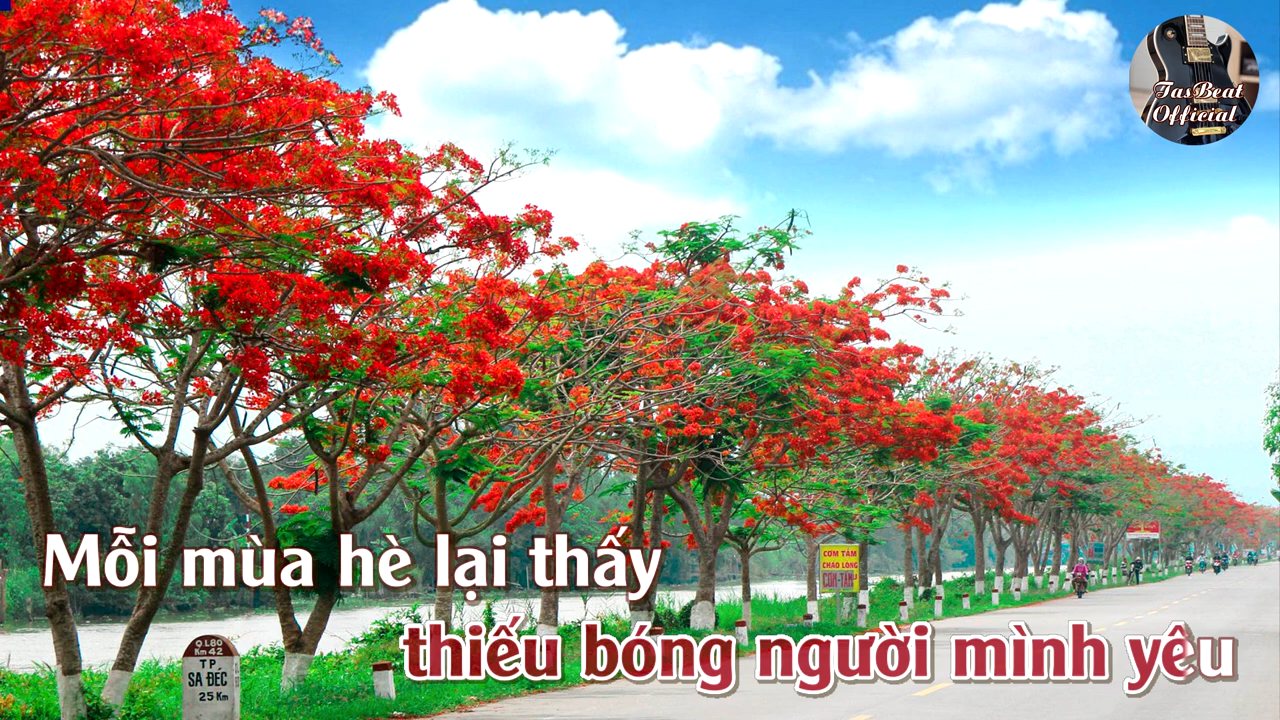 TasBeat
Official
Mỗi mùa hè lại thấy
thiếu bóng người mình yêu
CƠM TẤM
CHÁO LÒNG
Q L80
Km 42
TP
SA ĐÉC
25 Km